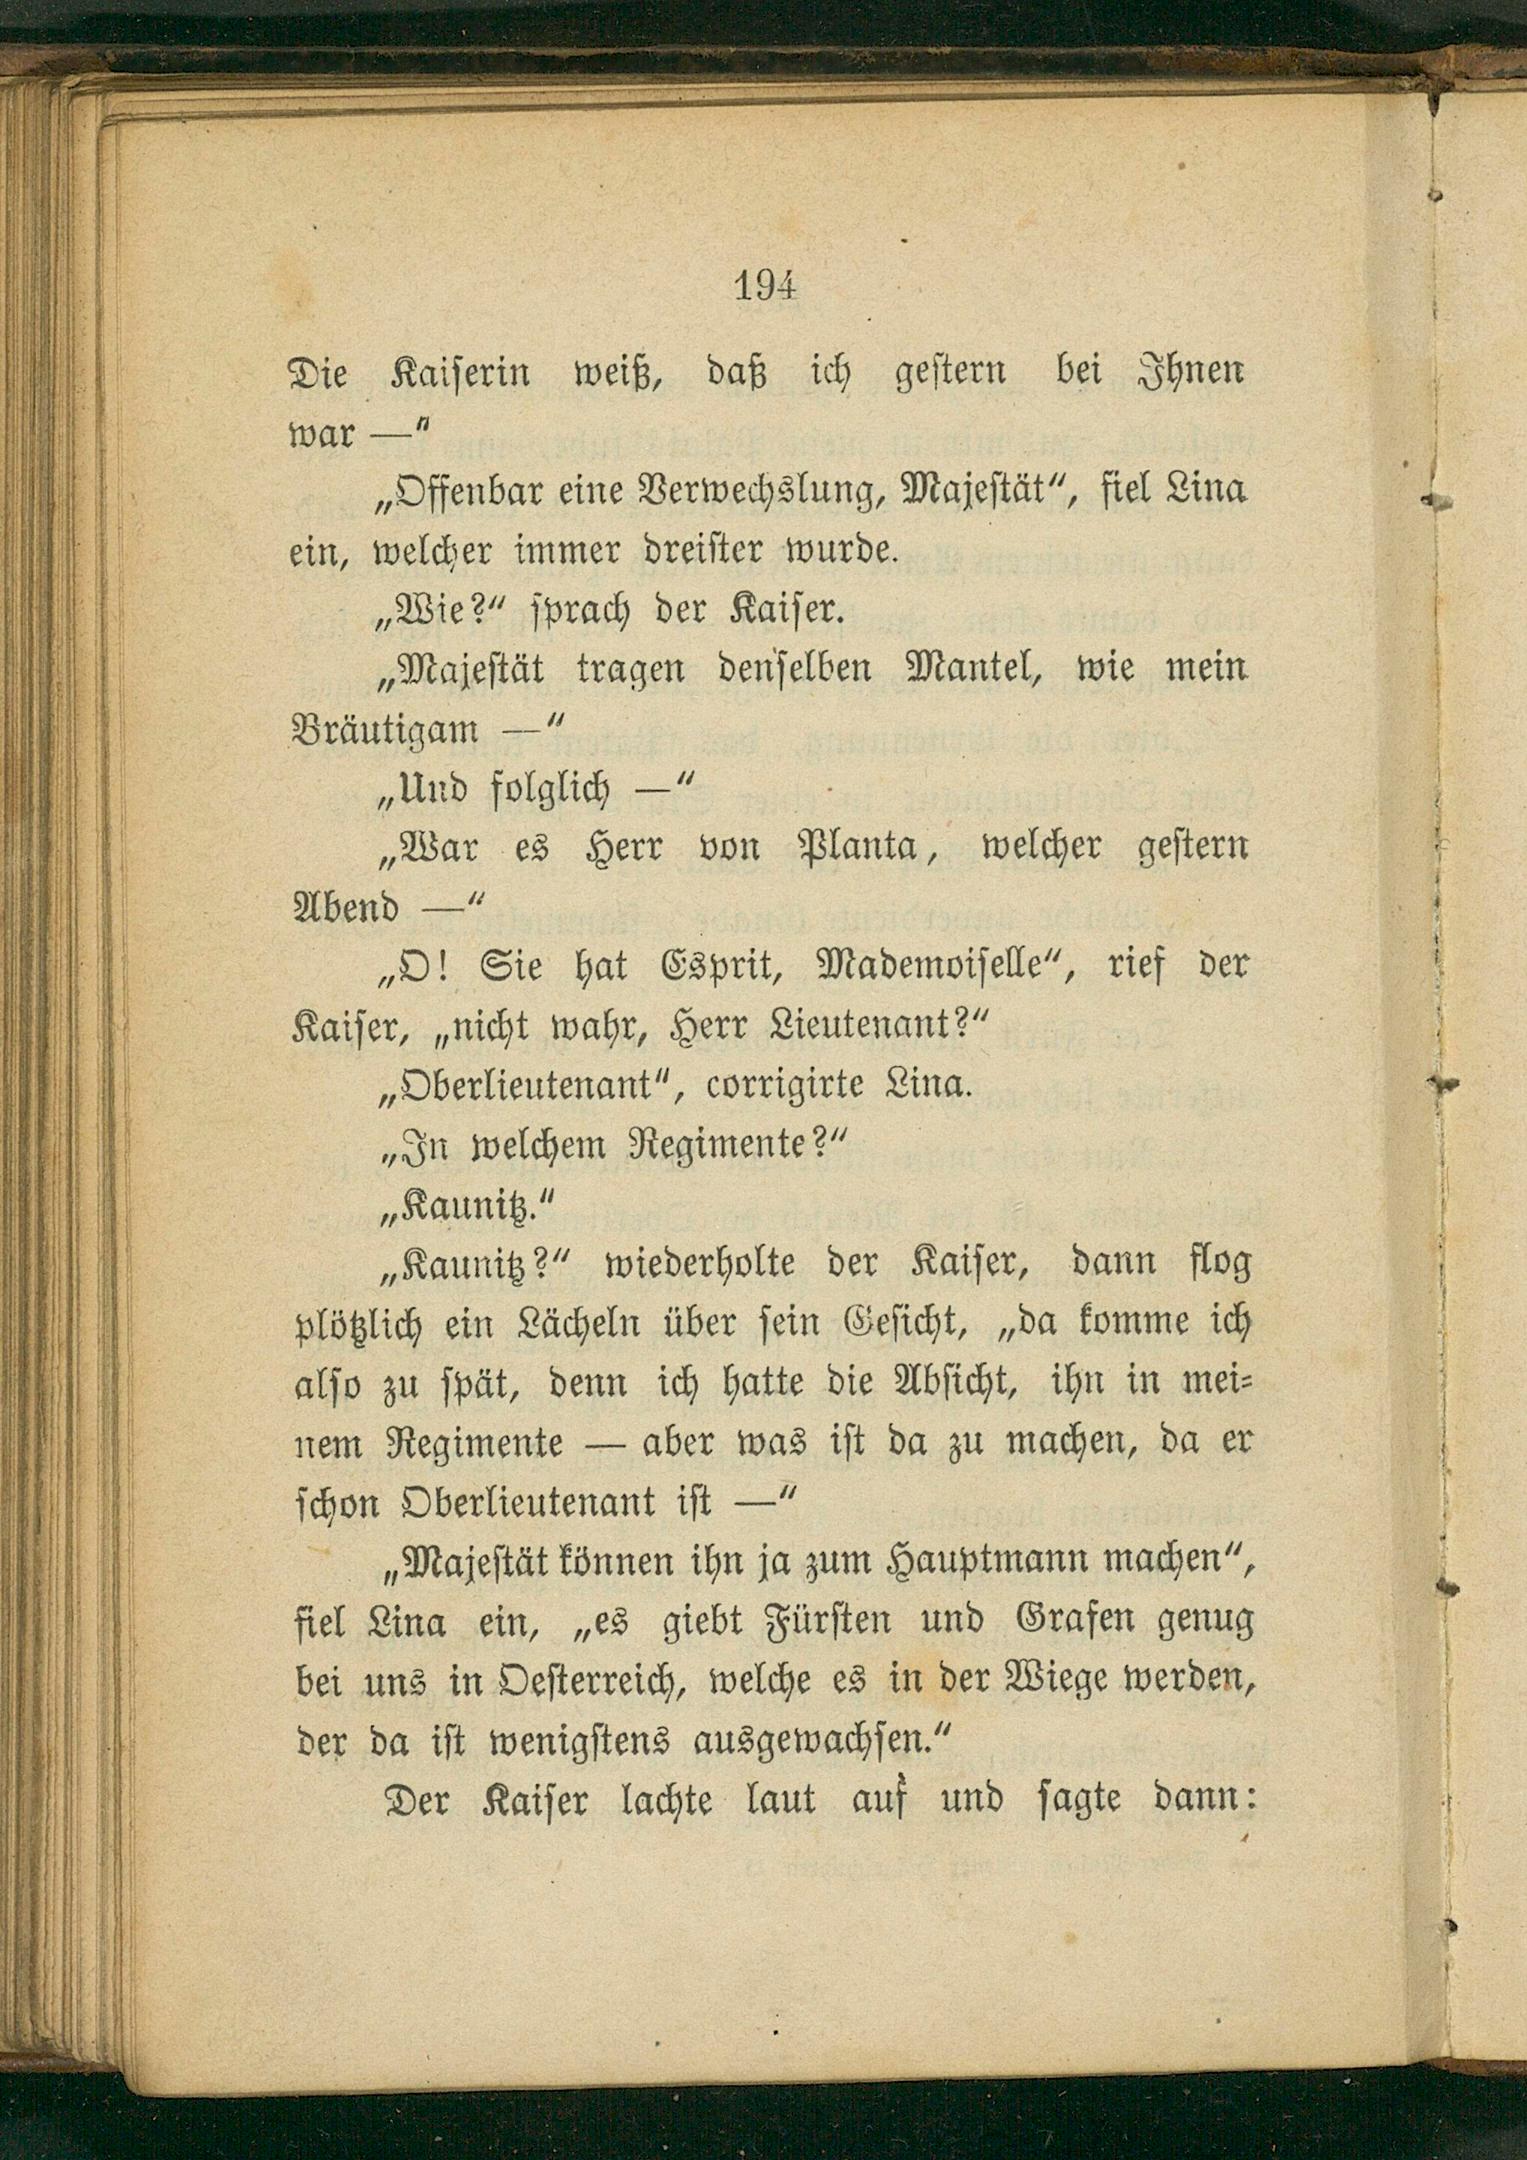 194
Die Kaiserin weiß, daß ich gestern bei Ihnen
war —“
„Offenbar eine Verwechslung, Majestät“, fiel Lina
ein, welcher immer dreister wurde.
„Wie?“ sprach der Kaiser.
„Majestät tragen denselben Mantel, wie mein
Bräutigam —“
„Und folglich —“
„War es Herr von Planta, welcher gestern
Abend —“
„O! Sie hat Esprit, Mademoiselle“, rief der
Kaiser, „nicht wahr, Herr Lieutenant?“
„Oberlieutenant“, corrigirte Lina.
„In welchem Regimente?“
„Kaunitz.“
„Kaunitz?“ wiederholte der Kaiser, dann flog
plötzlich ein Lächeln über sein Gesicht, „da komme ich
also zu spät, denn ich hatte die Absicht, ihn in mei-
nem Regimente — aber was ist da zu machen, da er
schon Oberlieutenant ist —“
„Majestät können ihn ja zum Hauptmann machen“,
fiel Lina ein, „es giebt Fürsten und Grafen genug
bei uns in Oesterreich, welche es in der Wiege werden,
der da ist wenigstens ausgewachsen.“
Der Kaiser lachte laut auf und sagte dann: